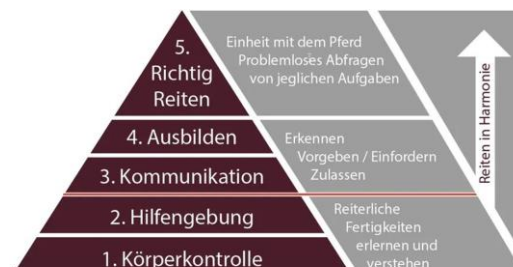 5.
Richtig
Reiten
Einheit mit dem Pferd
Problemloses Abfragen
von jeglichen Aufgaben
4. Ausbilden
3. Kommunikation
Erkennen
Vorgeben / Einfordern
Zulassen
2. Hilfengebung
1. Körperkontrolle
Reiterliche
Fertigkeiten
erlernen und
verstehen
Reiten in Harmonie